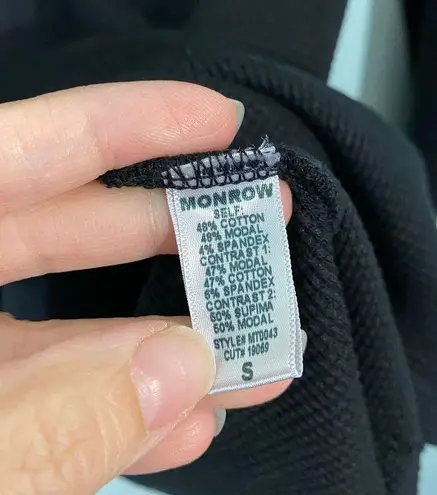 MONROW
SELF:
48% COTTON
48% MODAL
4% SPANDEX
CONTRAST 1:
47% MODAL
47% COTTON
6% SPANDEX
CONTRAST 2:
50% SUPIMA
50% MODAL
STYLE# MT0043
CUT# 19069
S